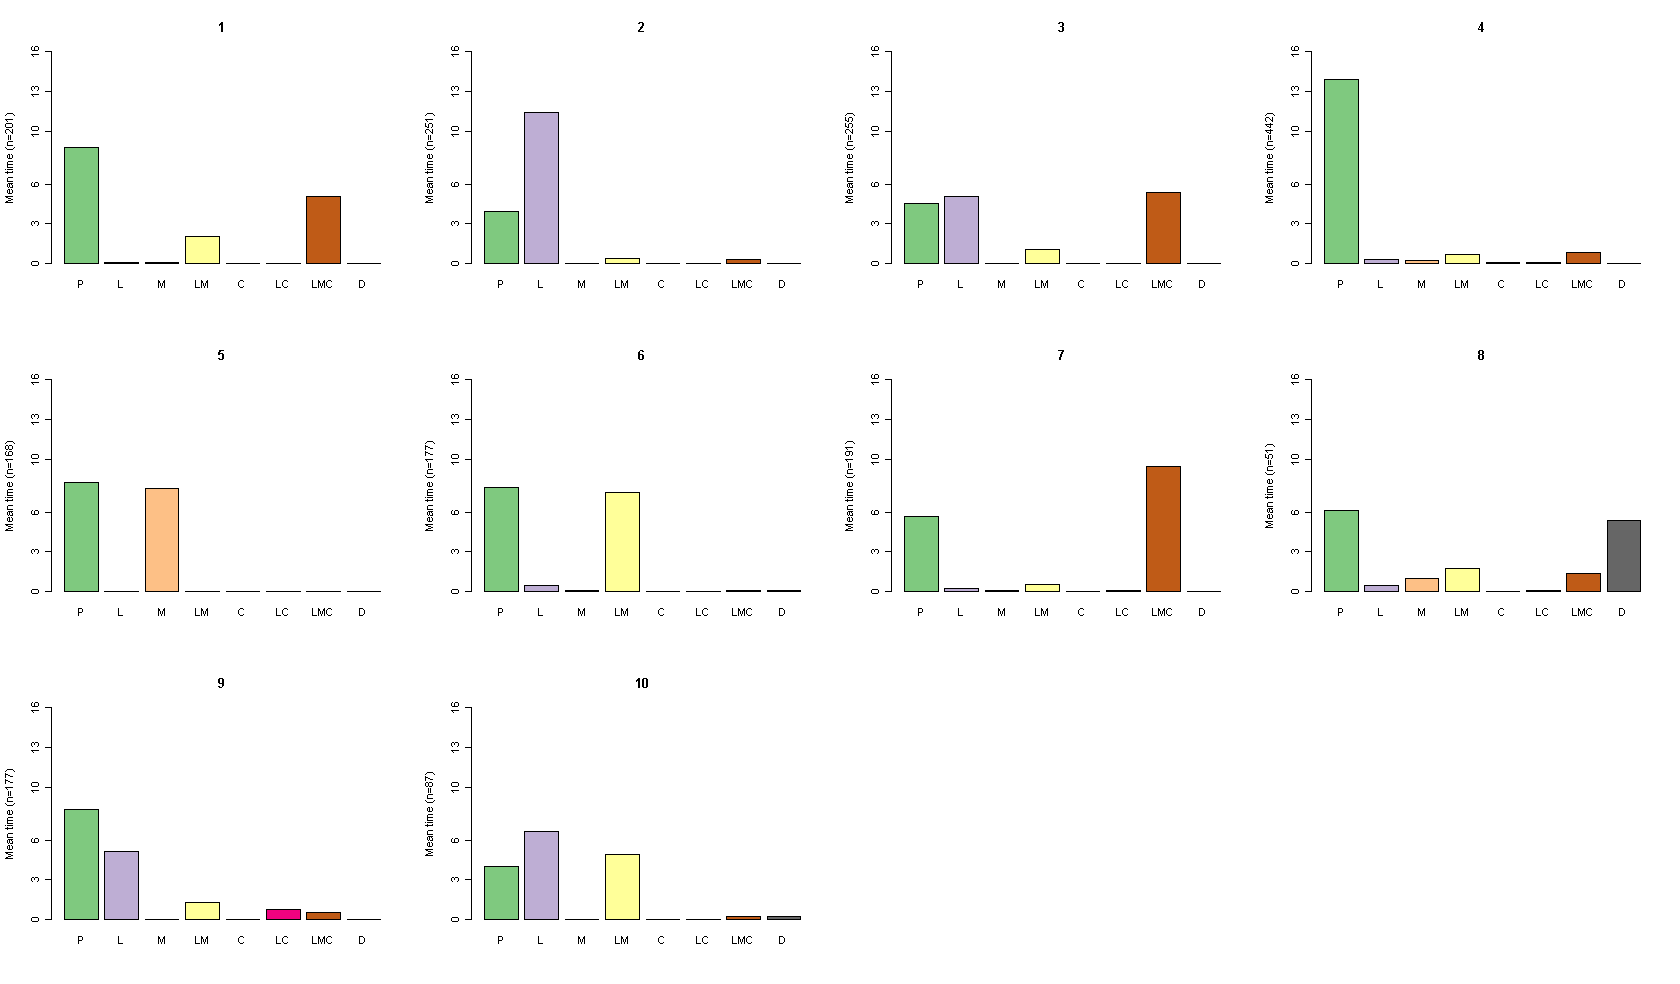 1 2 3 4
Mean time (n=201)
0 3 6 10 13 16
P L M LM C LC LMC D
Mean time (n=251)
0 3 6 10 13 16
P L M LM C LC LMC D
Mean time (n=255)
0 3 6 10 13 16
P L M LM C LC LMC D
Mean time (n=442)
0 3 6 10 13 16
P L M LM C LC LMC D
5 6 7 8
Mean time (n=168)
0 3 6 10 13 16
P L M LM C LC LMC D
Mean time (n=177)
0 3 6 10 13 16
P L M LM C LC LMC D
Mean time (n=191)
0 3 6 10 13 16
P L M LM C LC LMC D
Mean time (n=51)
0 3 6 10 13 16
P L M LM C LC LMC D
9 10
Mean time (n=177)
0 3 6 10 13 16
P L M LM C LC LMC D
Mean time (n=87)
0 3 6 10 13 16
P L M LM C LC LMC D